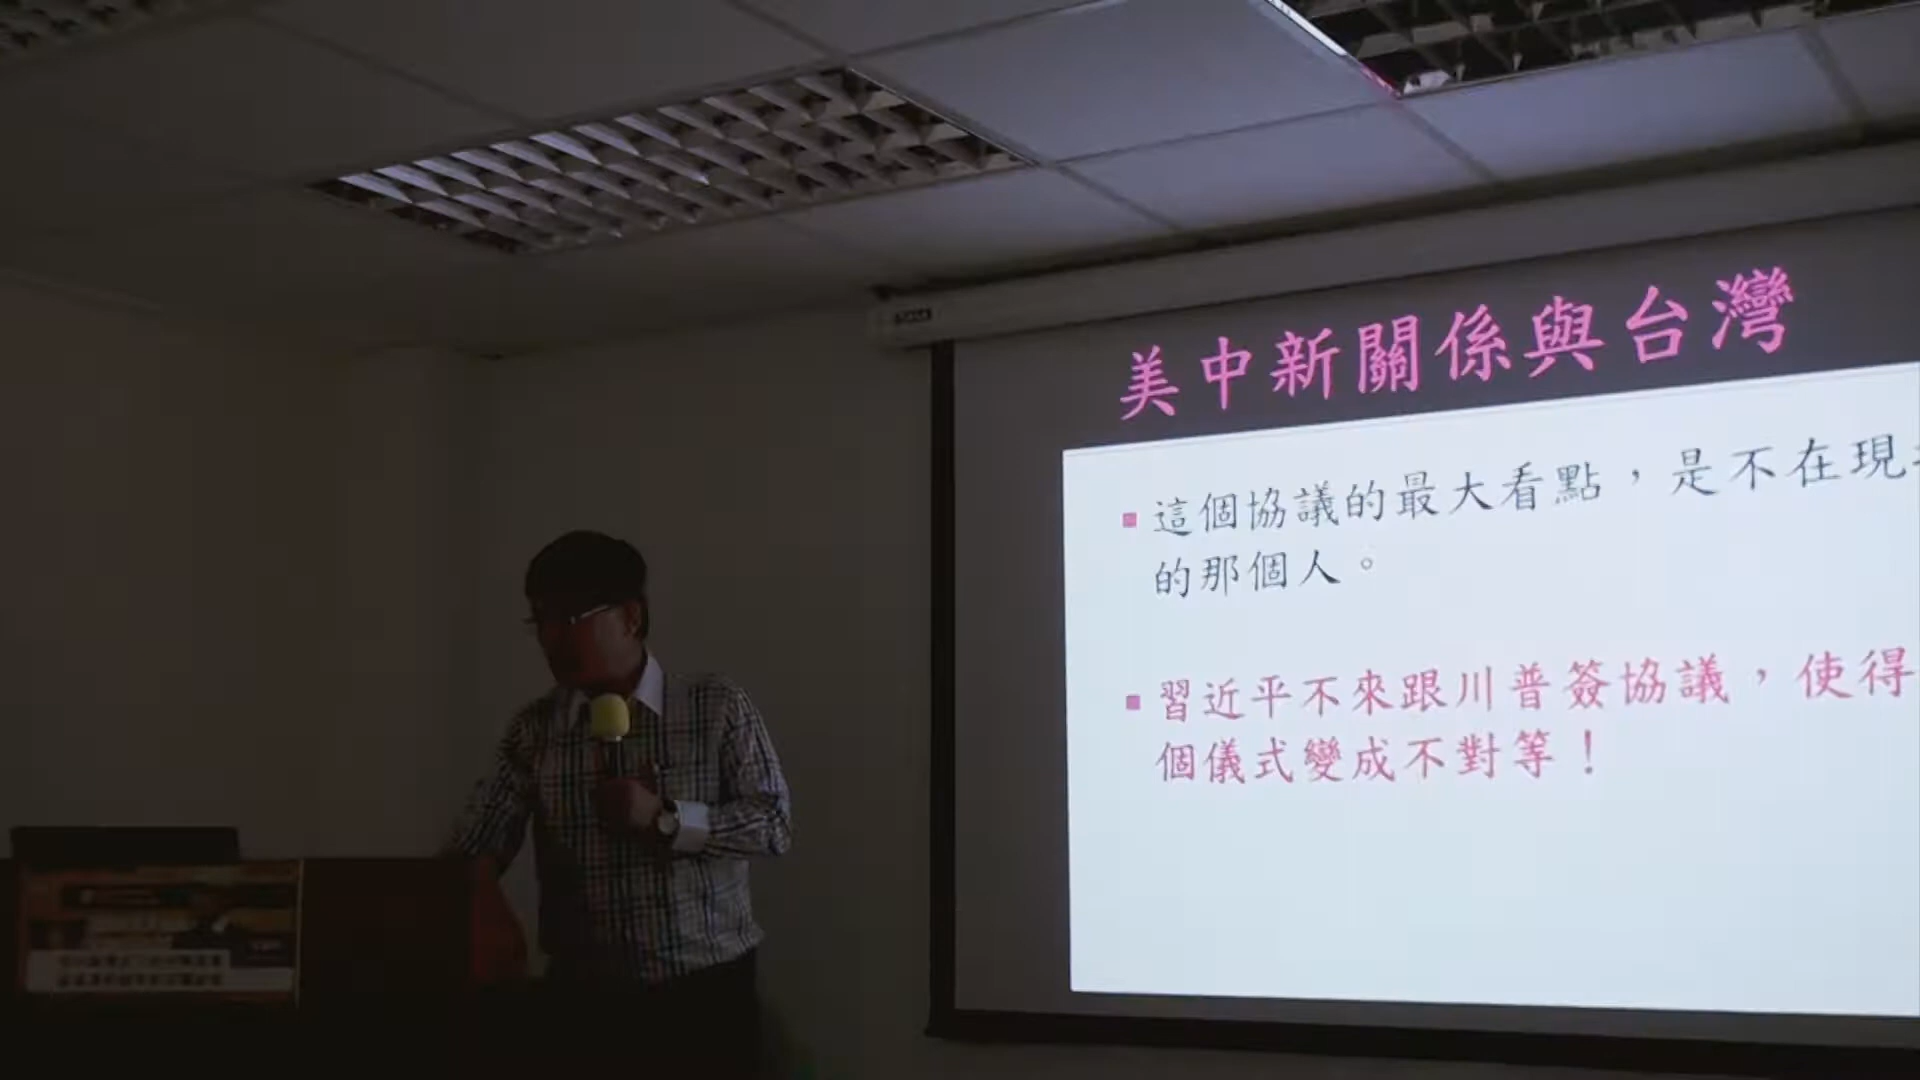 美中新關係與台灣
這個協議的最大看點，是不在現
的那個人。
習近平不來跟川普簽協議，使得
個儀式變成不對等！